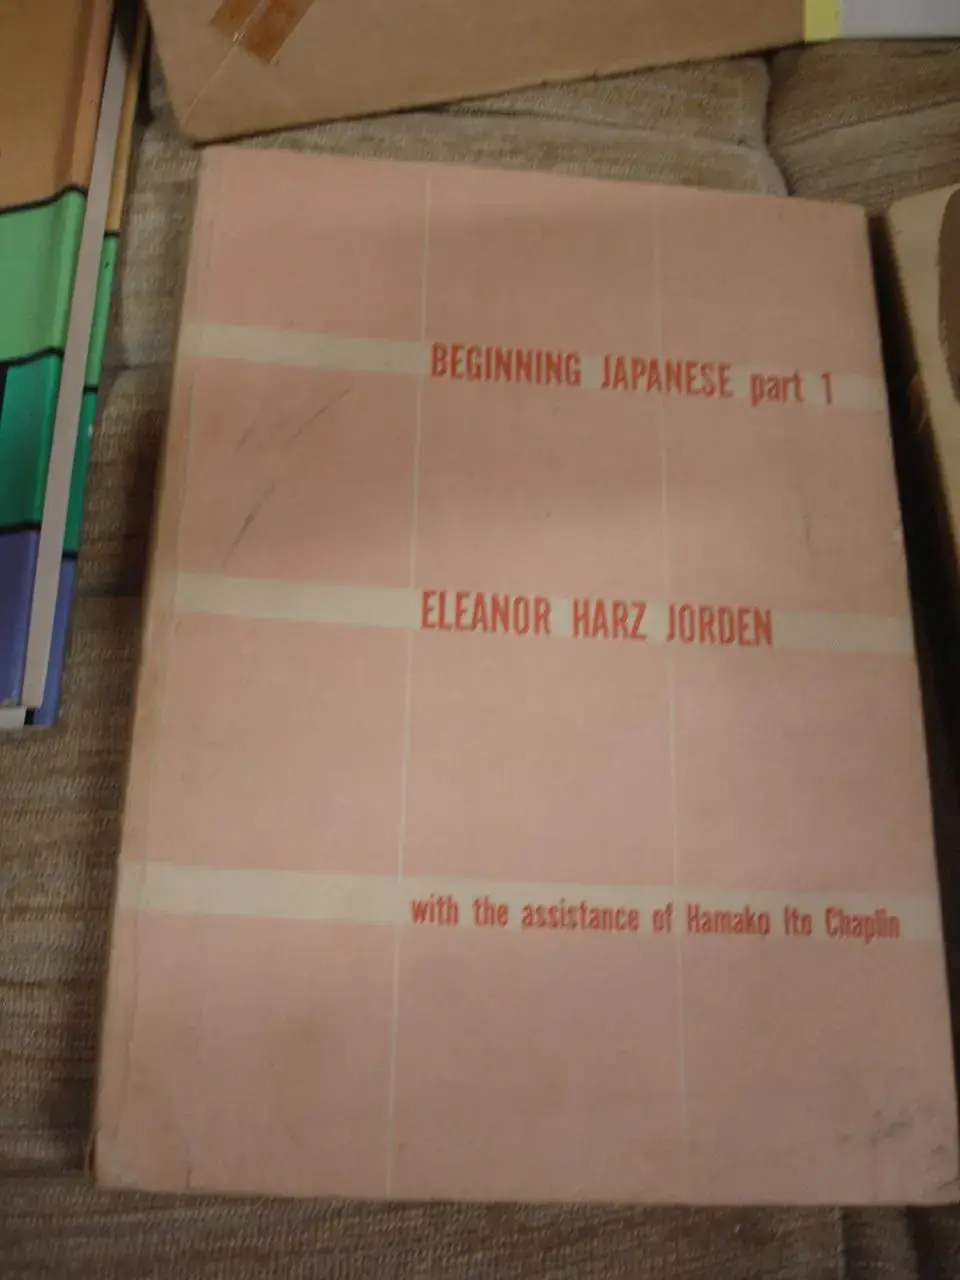 BEGINNING JAPANESE part 1
ELEANOR HARZ JORDEN
with the assistance of Hamako Ito Chaplin